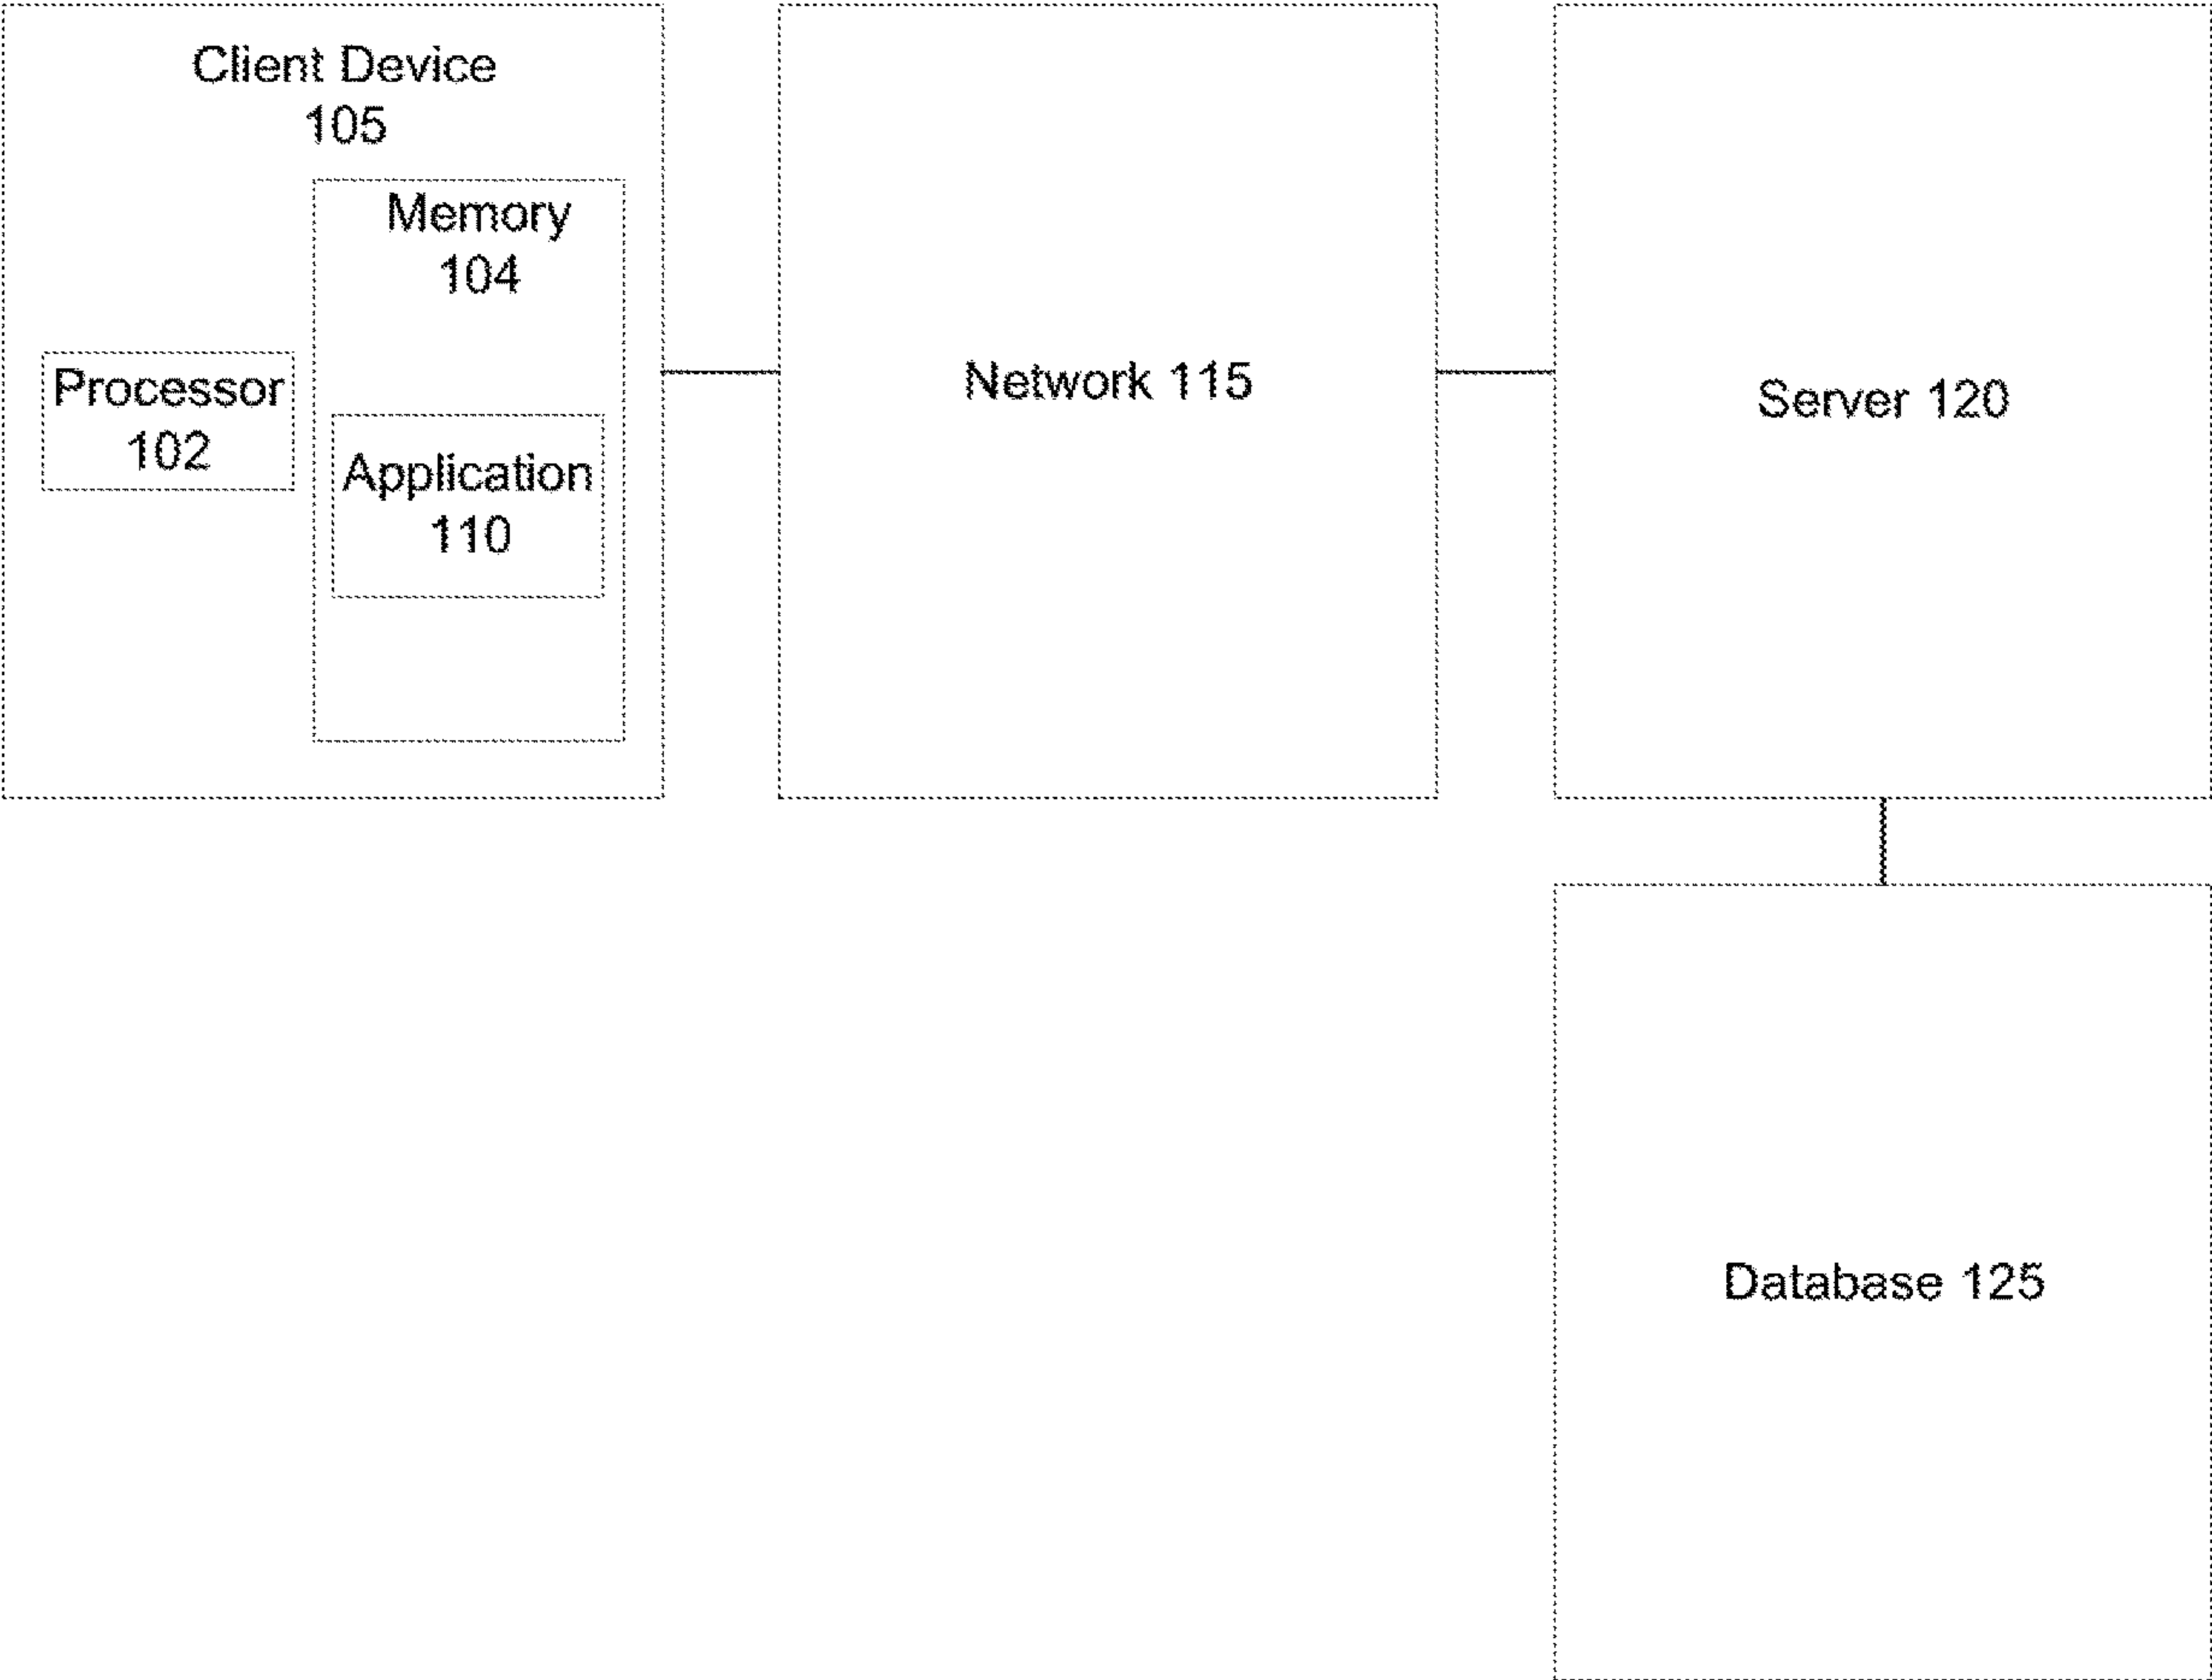 Client Device
105
Memory
104
Processor
102
Application
110
Network 115
Server 120
Database 125